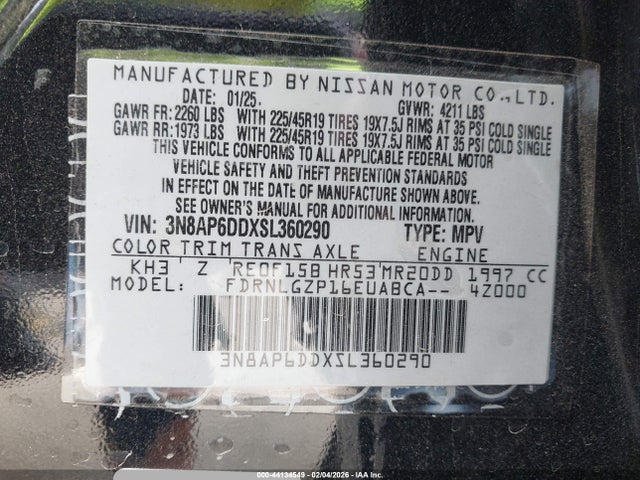 MANUFACTURED BY NISSAN MOTOR CO., LTD.
DATE: 01/25. GVWR: 4211 LBS
GAWR FR: 2260 LBS WITH 225/45R19 TIRES 19X7.5J RIMS AT 35 PSI COLD SINGLE
GAWR RR: 1973 LBS WITH 225/45R19 TIRES 19X7.5J RIMS AT 35 PSI COLD SINGLE
THIS VEHICLE CONFORMS TO ALL APPLICABLE FEDERAL MOTOR
VEHICLE SAFETY AND THEFT PREVENTION STANDARDS
IN EFFECT ON THE DATE OF MANUFACTURE SHOWN ABOVE.
SEE OWNER'S MANUAL FOR ADDITIONAL INFORMATION.
VIN: 3N8AP6DDXSL360290 TYPE: MPV
COLOR TRIM TRANS AXLE ENGINE
KH3 Z RE0F15B HR53 MR20DD 1997 CC
MODEL: FDRNLGZP16EUABCA-- 4Z000
3N8AP6DDXSL360290
000-44134549 | 02/04/2026 - IAA Inc.